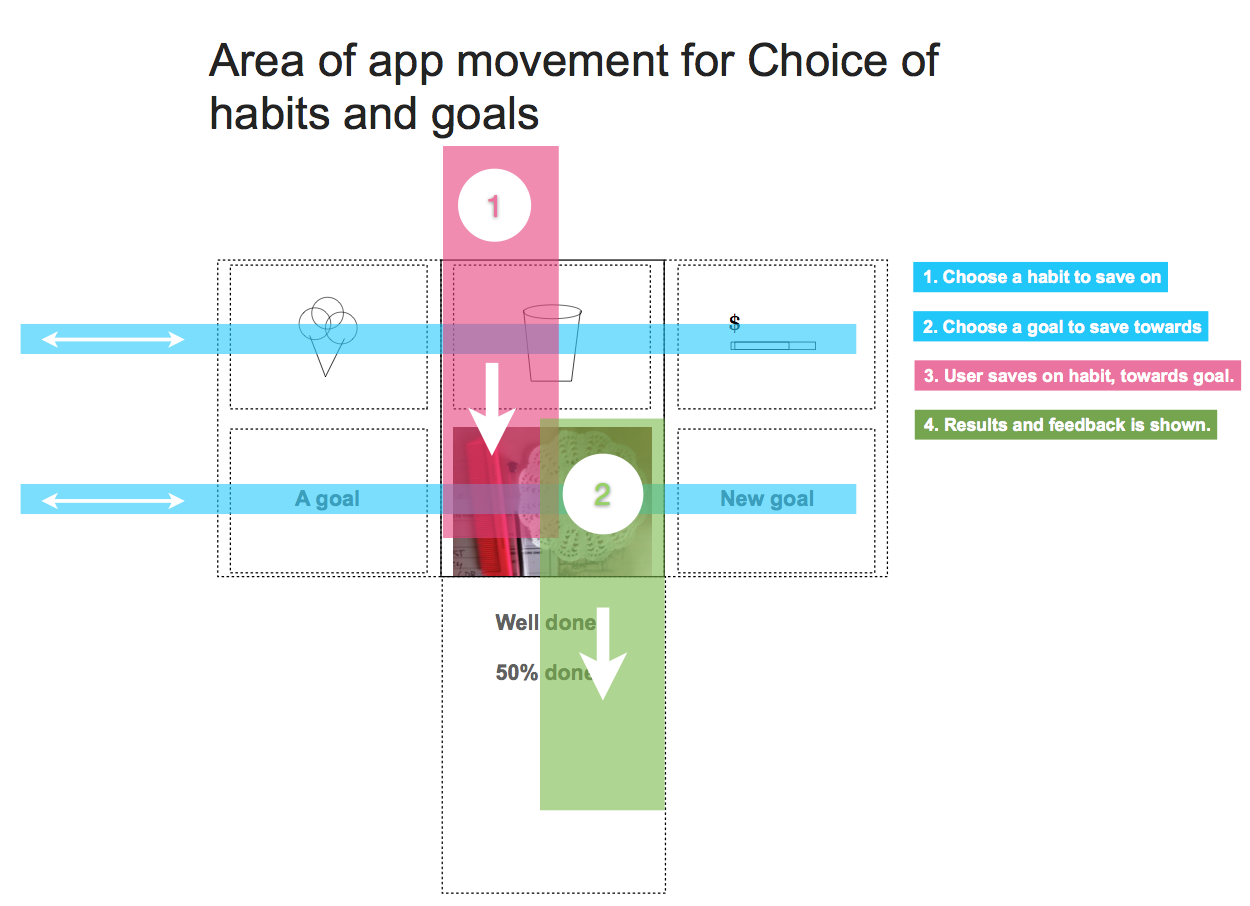 Area of app movement for Choice of
habits and goals
1
$
1. Choose a habit to save on
2. Choose a goal to save towards
3. User saves on habit, towards goal.
4. Results and feedback is shown.
A goal
2
New goal
Well done
50% done